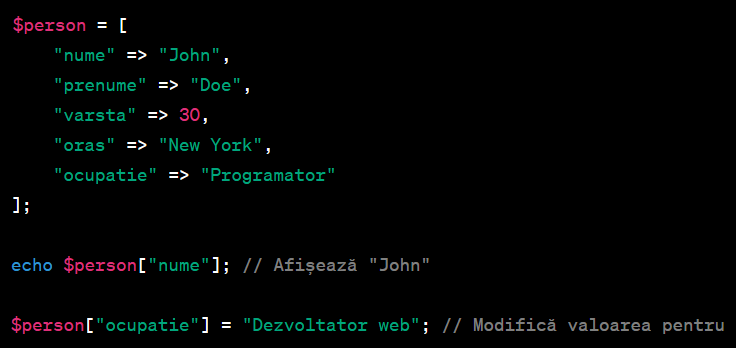 $person = [
    "nume" => "John",
    "prenume" => "Doe",
    "varsta" => 30,
    "oras" => "New York",
    "ocupatie" => "Programator"
];
echo $person["nume"]; // Afișează "John"
$person["ocupatie"] = "Dezvoltator web"; // Modifică valoarea pentru